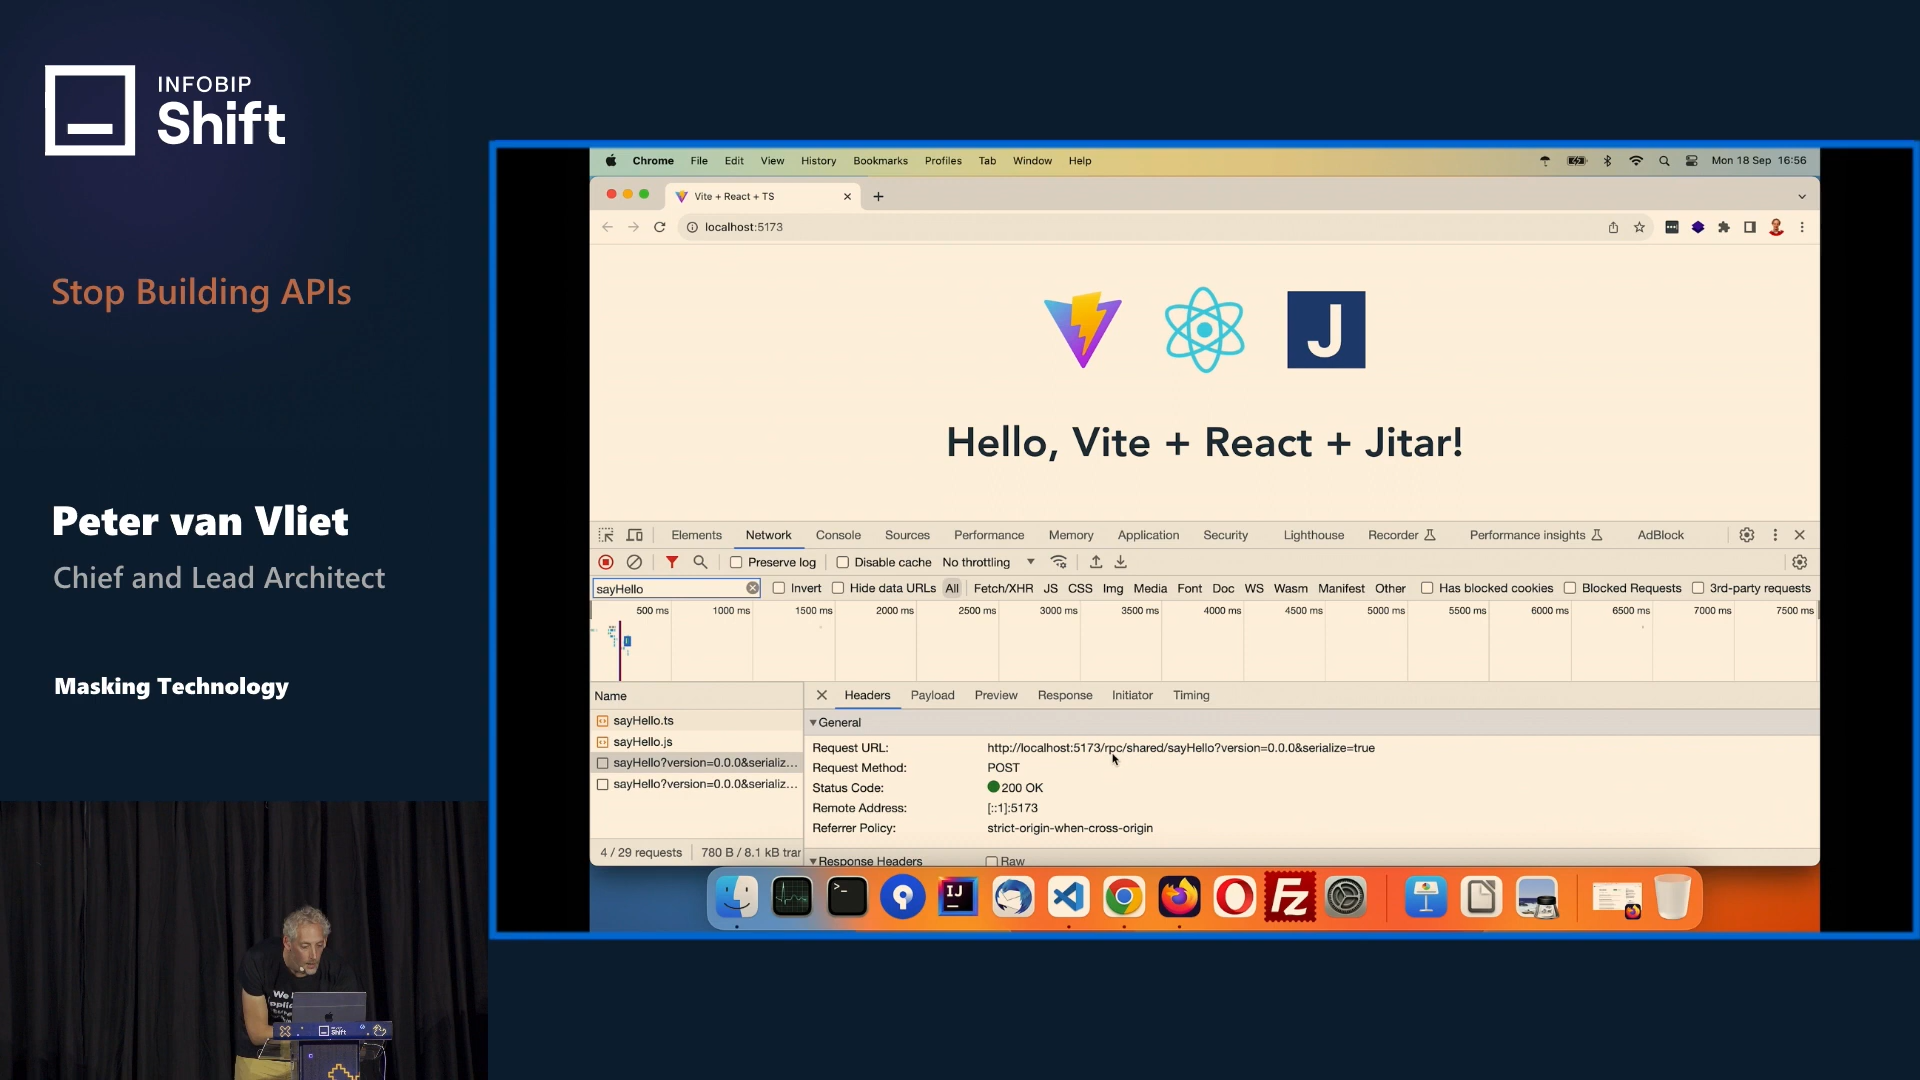 INFOBIP
Shift
Stop Building APIs
Peter van Vliet
Chief and Lead Architect
Masking Technology
Chrome File Edit View History Bookmarks Profiles Tab Window Help Mon 18 Sep 16:56
Vite + React + TS
localhost:5173
J
Hello, Vite + React + Jitar!
Elements Network Console Sources Performance Memory Application Security Lighthouse Recorder Performance insights AdBlock
Preserve log Disable cache No throttling
sayHello Invert Hide data URLs All Fetch/XHR JS CSS Img Media Font Doc WS Wasm Manifest Other Has blocked cookies Blocked Requests 3rd-party requests
500 ms 1000 ms 1500 ms 2000 ms 2500 ms 3000 ms 3500 ms 4000 ms 4500 ms 5000 ms 5500 ms 6000 ms 6500 ms 7000 ms 7500 ms
Name Headers Payload Preview Response Initiator Timing
sayHello.ts
sayHello.js
sayHello?version=0.0.0&serializ...
sayHello?version=0.0.0&serializ...
General
Request URL: http://localhost:5173/rpc/shared/sayHello?version=0.0.0&serialize=true
Request Method: POST
Status Code: 200 OK
Remote Address: [::1]:5173
Referrer Policy: strict-origin-when-cross-origin
4 / 29 requests 780 B / 8.1 kB trar
Response Headers Raw
IJ
Fz
We
Shift